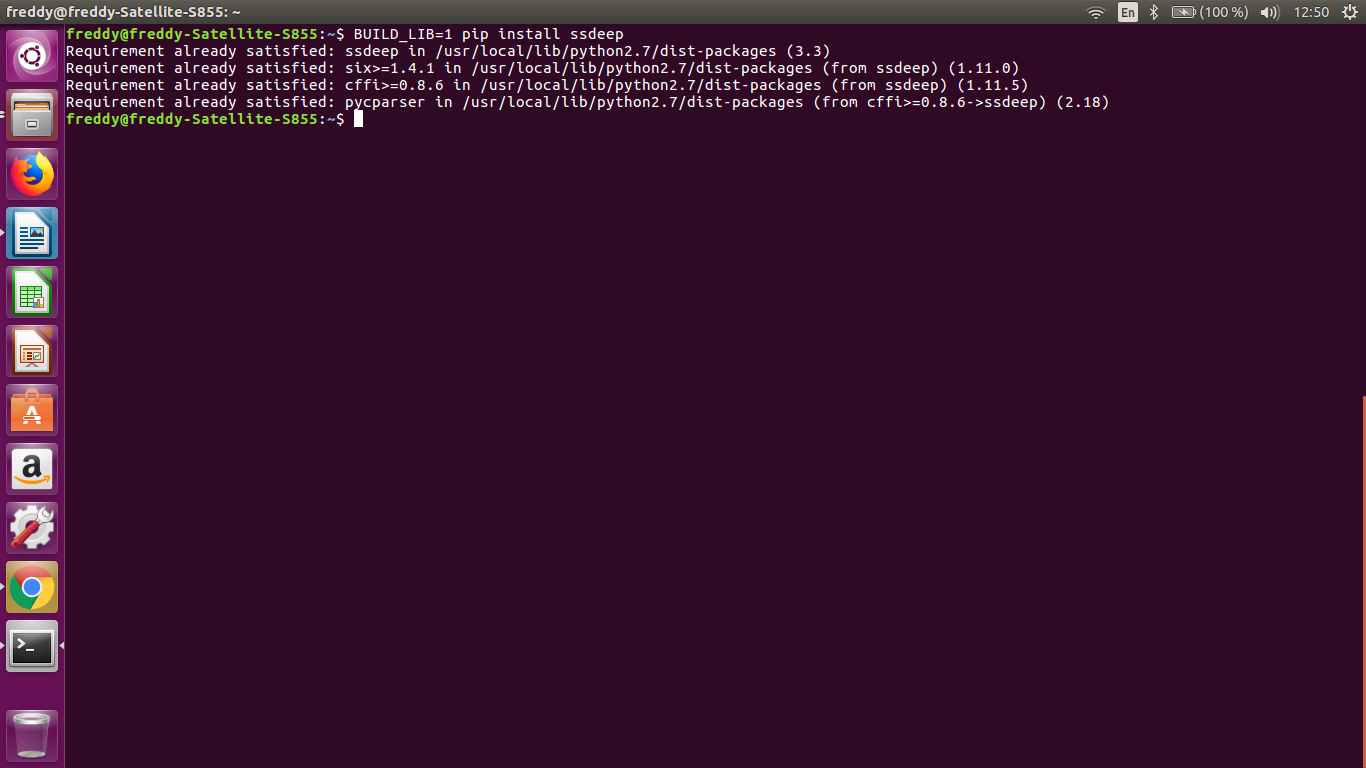 freddy@freddy-Satellite-S855: ~
En
(100 %)
12:50
freddy@freddy-Satellite-S855:~$ BUILD_LIB=1 pip install ssdeep
Requirement already satisfied: ssdeep in /usr/local/lib/python2.7/dist-packages (3.3)
Requirement already satisfied: six>=1.4.1 in /usr/local/lib/python2.7/dist-packages (from ssdeep) (1.11.0)
Requirement already satisfied: cffi>=0.8.6 in /usr/local/lib/python2.7/dist-packages (from ssdeep) (1.11.5)
Requirement already satisfied: pycparser in /usr/local/lib/python2.7/dist-packages (from cffi>=0.8.6->ssdeep) (2.18)
freddy@freddy-Satellite-S855:~$